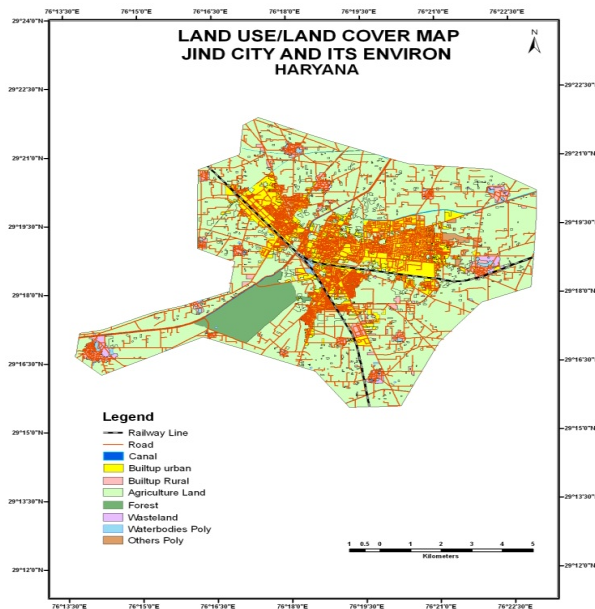 76°13'30"E 76°15'0"E 76°16'30"E 76°18'0"E 76°19'30"E 76°21'0"E 76°22'30"E
29°24'0"N
LAND USE/LAND COVER MAP
JIND CITY AND ITS ENVIRON
HARYANA
N
29°22'30"N
29°22'30"N
29°21'0"N
29°21'0"N
29°19'30"N
29°19'30"N
29°18'0"N
29°18'0"N
29°16'30"N
29°16'30"N
29°15'0"N
29°15'0"N
Legend
Railway Line
Road
Canal
Builtup urban
Builtup Rural
Agriculture Land
Forest
Wasteland
Waterbodies Poly
Others Poly
29°13'30"N
29°13'30"N
1 0.5 0 1 2 3 4 5
Kilometers
29°12'0"N
29°12'0"N
76°13'30"E 76°15'0"E 76°16'30"E 76°18'0"E 76°19'30"E 76°21'0"E 76°22'30"E